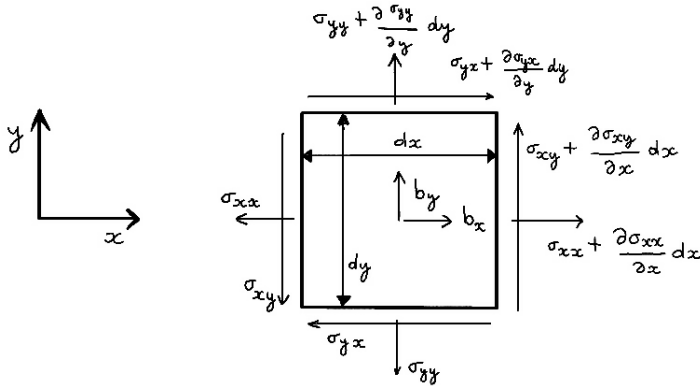 σyy + ∂σyy/∂y dy
σyx + ∂σyx/∂y dy
y
x
dx
σxy + ∂σxy/∂x dx
σxx
by
bx
σxx + ∂σxx/∂x dx
dy
σxy
σyx
σyy